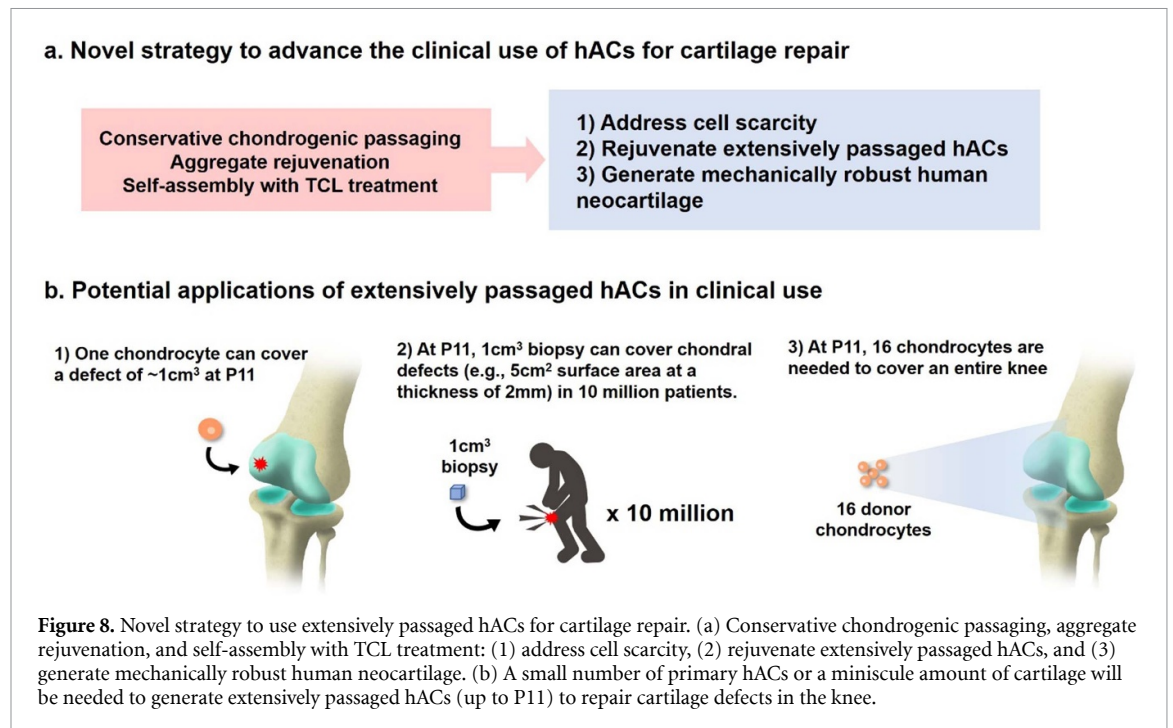 a. Novel strategy to advance the clinical use of hACs for cartilage repair
Conservative chondrogenic passaging
Aggregate rejuvenation
Self-assembly with TCL treatment
1) Address cell scarcity
2) Rejuvenate extensively passaged hACs
3) Generate mechanically robust human
neocartilage
b. Potential applications of extensively passaged hACs in clinical use
1) One chondrocyte can cover
a defect of ~1cm³ at P11
2) At P11, 1cm³ biopsy can cover chondral
defects (e.g., 5cm² surface area at a
thickness of 2mm) in 10 million patients.
1cm³
biopsy
x 10 million
3) At P11, 16 chondrocytes are
needed to cover an entire knee
16 donor
chondrocytes
Figure 8. Novel strategy to use extensively passaged hACs for cartilage repair. (a) Conservative chondrogenic passaging, aggregate
rejuvenation, and self-assembly with TCL treatment: (1) address cell scarcity, (2) rejuvenate extensively passaged hACs, and (3)
generate mechanically robust human neocartilage. (b) A small number of primary hACs or a miniscule amount of cartilage will
be needed to generate extensively passaged hACs (up to P11) to repair cartilage defects in the knee.